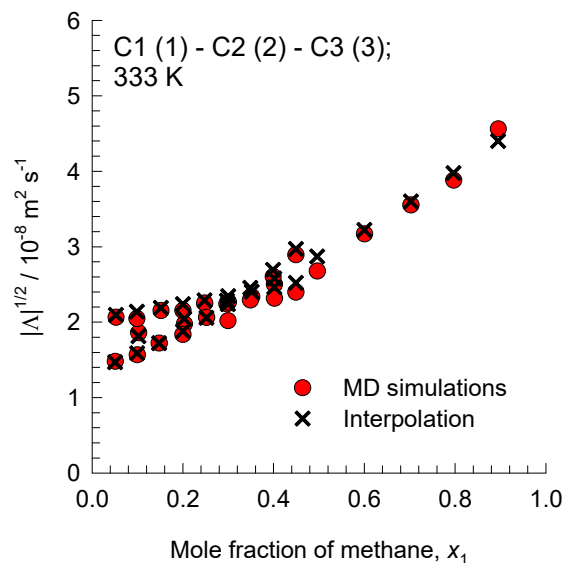 C1 (1) - C2 (2) - C3 (3);
333 K
|Λ|^{1/2} / 10^{-8} m^2 s^{-1}
6
5
4
3
2
1
0
MD simulations
Interpolation
0.0 0.2 0.4 0.6 0.8 1.0
Mole fraction of methane, x_1